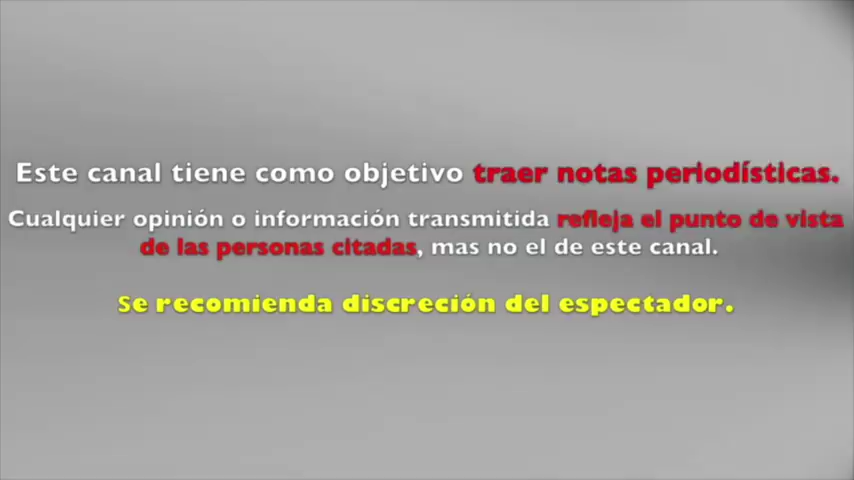 Este canal tiene como objetivo traer notas periodísticas.
Cualquier opinión o información transmitida refleja el punto de vista
de las personas citadas, mas no el de este canal.
Se recomienda discreción del espectador.